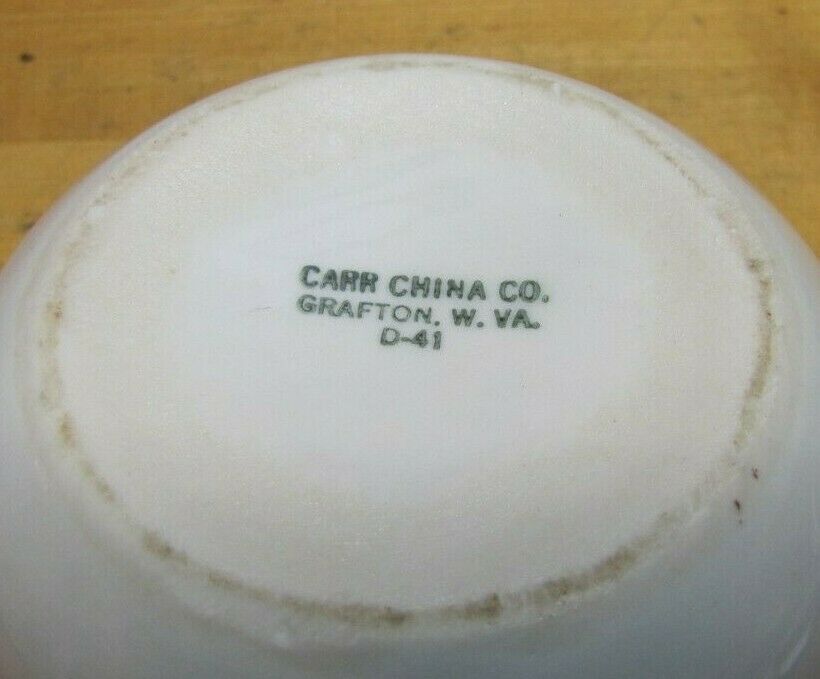 CARR CHINA CO.
GRAFTON. W. VA.
D-41